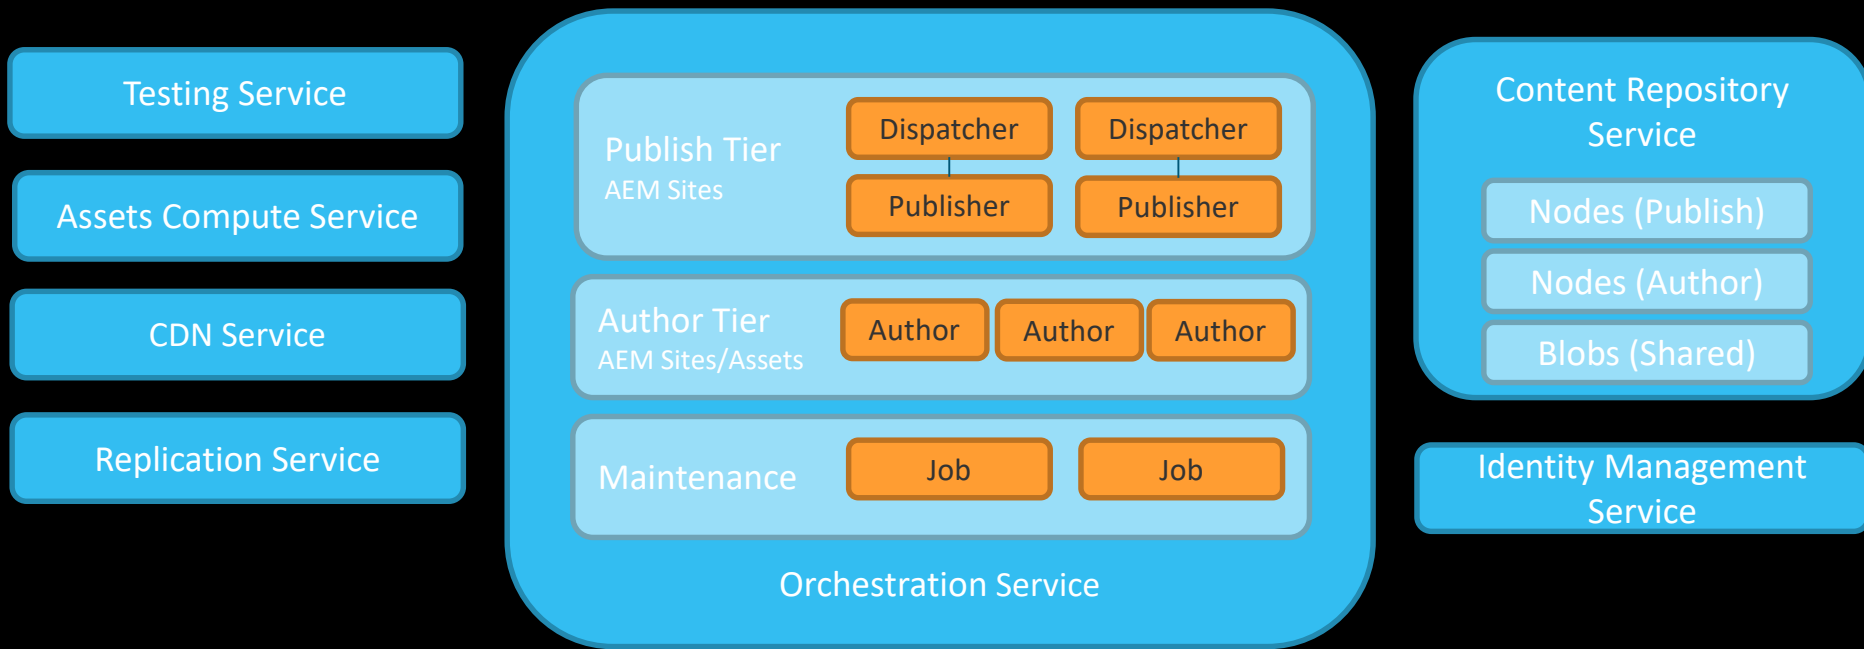 Testing Service
Assets Compute Service
CDN Service
Replication Service
Publish Tier
AEM Sites
Dispatcher
Dispatcher
Publisher
Publisher
Author Tier
AEM Sites/Assets
Author
Author
Author
Maintenance
Job
Job
Orchestration Service
Content Repository
Service
Nodes (Publish)
Nodes (Author)
Blobs (Shared)
Identity Management
Service